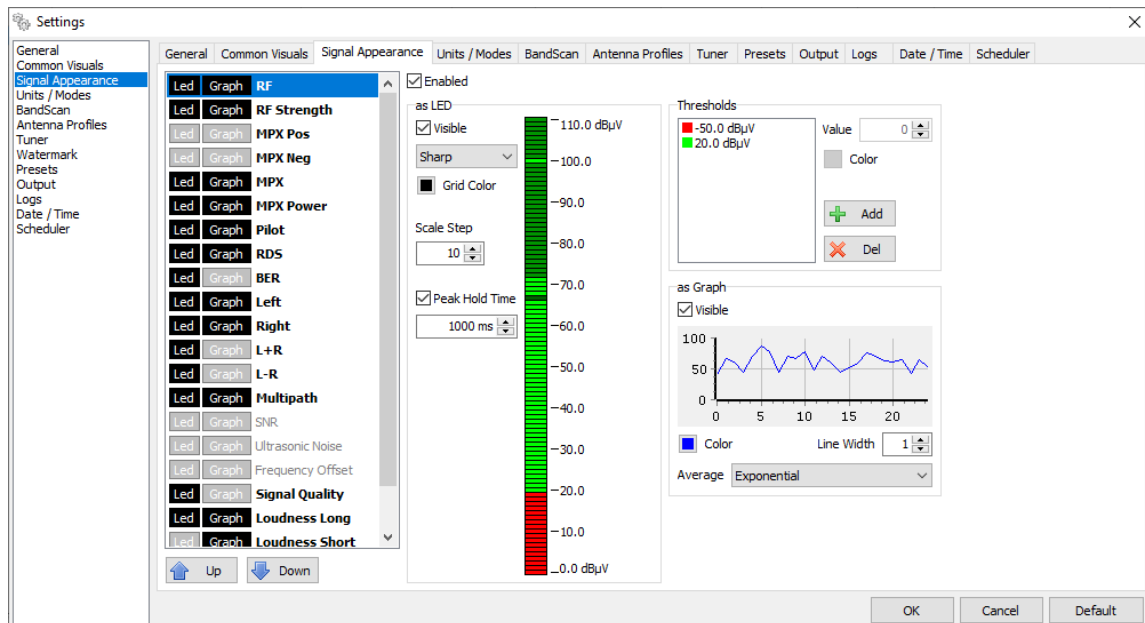 Settings
General
Common Visuals
Signal Appearance
Units / Modes
BandScan
Antenna Profiles
Tuner
Watermark
Presets
Output
Logs
Date / Time
Scheduler
General Common Visuals Signal Appearance Units / Modes BandScan Antenna Profiles Tuner Presets Output Logs Date / Time Scheduler
Led Graph RF
Led Graph RF Strength
Led Graph MPX Pos
Led Graph MPX Neg
Led Graph MPX
Led Graph MPX Power
Led Graph Pilot
Led Graph RDS
Led Graph BER
Led Graph Left
Led Graph Right
Led Graph L+R
Led Graph L-R
Led Graph Multipath
Led Graph SNR
Led Graph Ultrasonic Noise
Led Graph Frequency Offset
Led Graph Signal Quality
Led Graph Loudness Long
Led Graph Loudness Short
Up Down
Enabled
as LED
Visible
Sharp
Grid Color
Scale Step
10
Peak Hold Time
1000 ms
110.0 dBµV
100.0
90.0
80.0
70.0
60.0
50.0
40.0
30.0
20.0
10.0
0.0 dBµV
Thresholds
-50.0 dBµV
20.0 dBµV
Value 0
Color
Add
Del
as Graph
Visible
100
50
0
0 5 10 15 20
Color Line Width 1
Average Exponential
OK Cancel Default